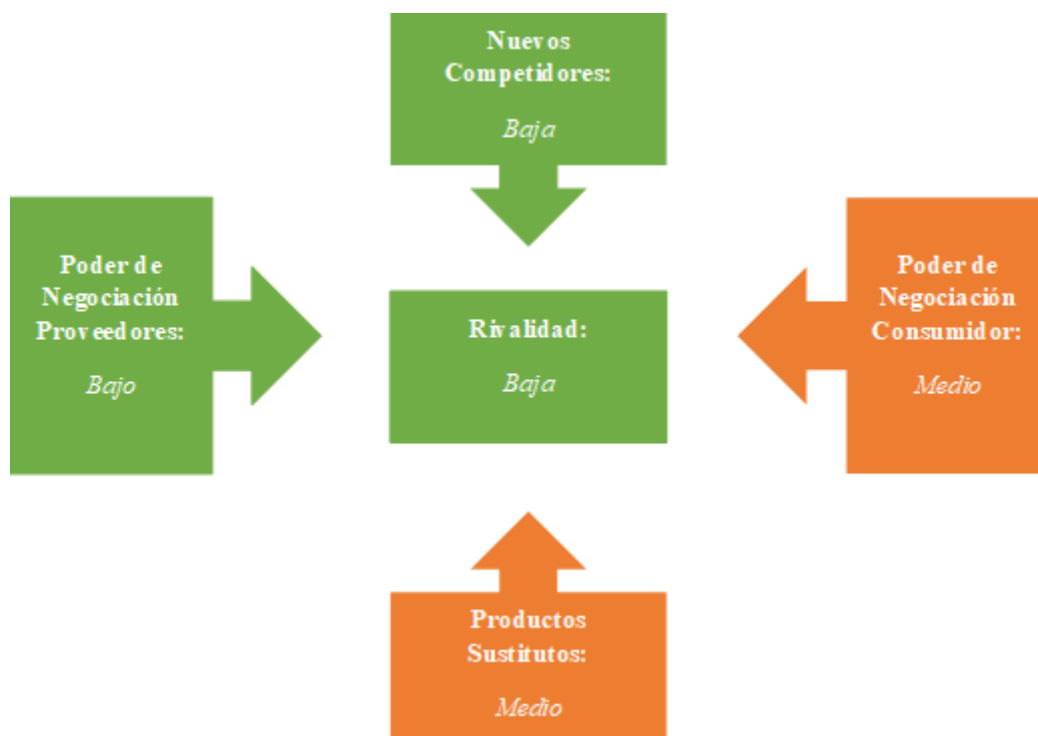 Nuevos
Competidores:
Baja
Poder de
Negociación
Proveedores:
Bajo
Rivalidad:
Baja
Poder de
Negociación
Consumidor:
Medio
Productos
Sustitutos:
Medio